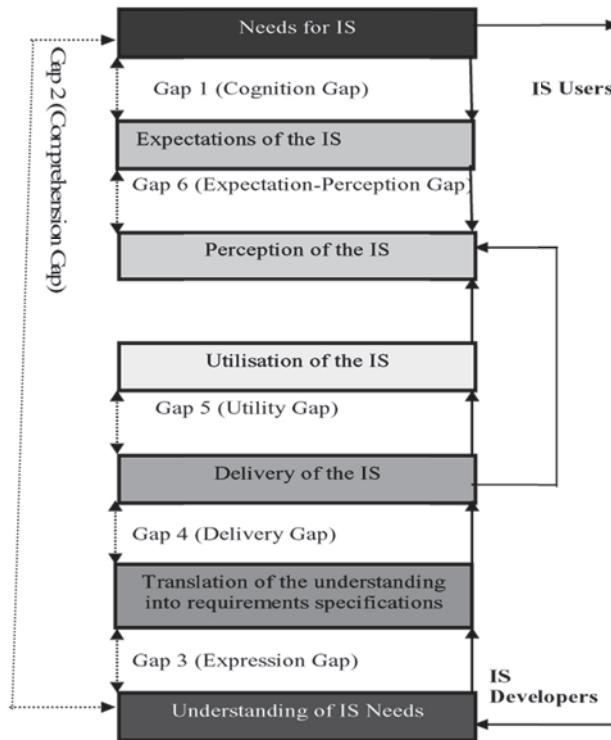 Needs for IS
Gap 1 (Cognition Gap)
IS Users
Gap 2 (Comprehension Gap)
Expectations of the IS
Gap 6 (Expectation-Perception Gap)
Perception of the IS
Utilisation of the IS
Gap 5 (Utility Gap)
Delivery of the IS
Gap 4 (Delivery Gap)
Translation of the understanding
into requirements specifications
Gap 3 (Expression Gap)
IS
Developers
Understanding of IS Needs